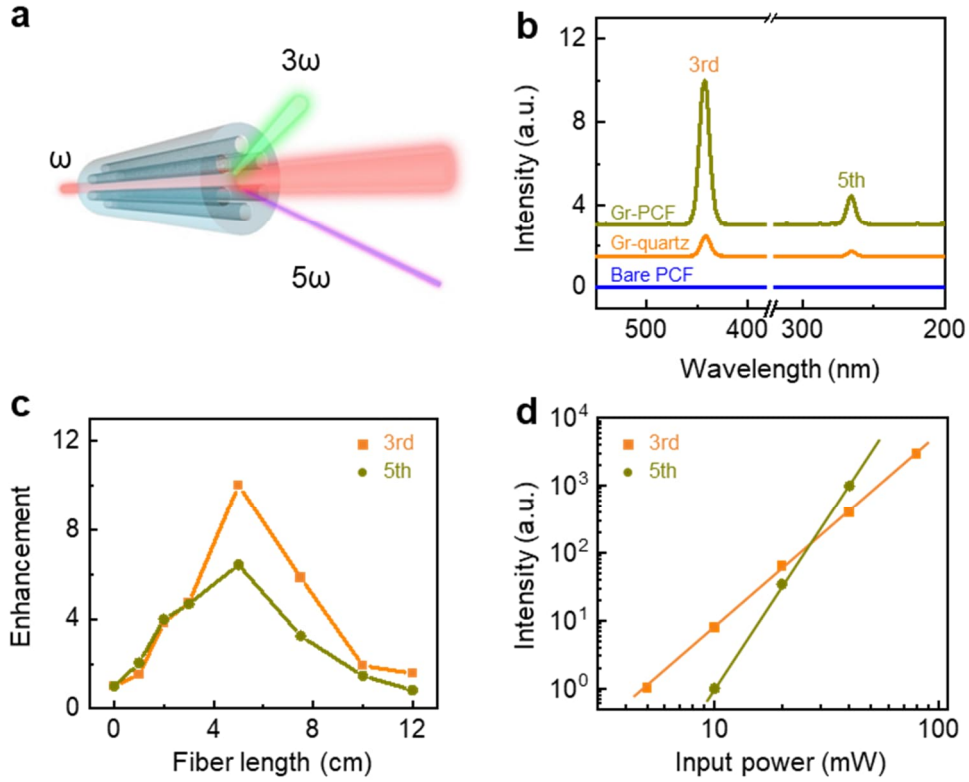 a
ω
3ω
5ω
b
Intensity (a.u.)
12
8
4
0
3rd
5th
Gr-PCF
Gr-quartz
Bare PCF
500
400
300
200
Wavelength (nm)
c
Enhancement
12
8
4
0
3rd
5th
0
4
8
12
Fiber length (cm)
d
Intensity (a.u.)
10⁴
10³
10²
10¹
10⁰
3rd
5th
10
100
Input power (mW)